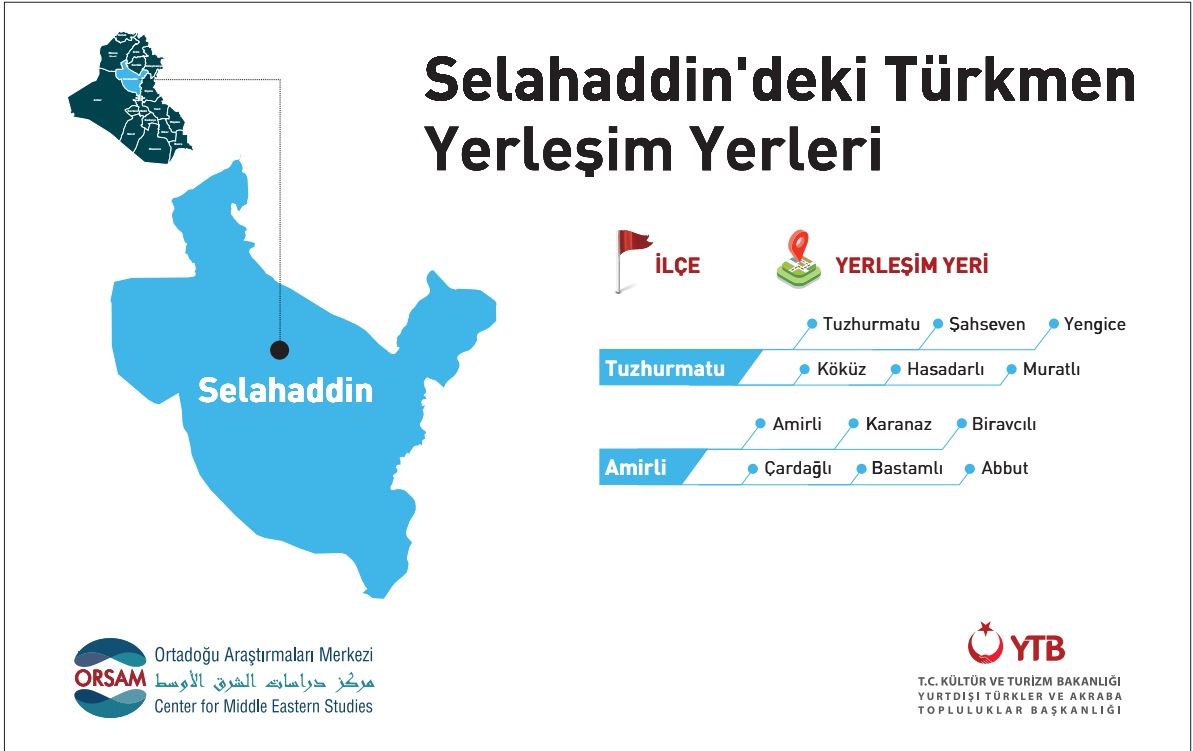 Selahaddin'deki Türkmen
Yerleşim Yerleri
İLÇE
YERLEŞİM YERİ
Tuzhurmatu Şahseven Yengice
Tuzhurmatu
Köküz Hasadarlı Muratlı
Amirli Karanaz Biravcılı
Amirli
Çardağlı Bastamlı Abbut
Selahaddin
ORSAM
Ortadoğu Araştırmaları Merkezi
مركز دراسات الشرق الأوسط
Center for Middle Eastern Studies
YTB
T.C. KÜLTÜR VE TURİZM BAKANLIĞI
YURTDIŞI TÜRKLER VE AKRABA
TOPLULUKLAR BAŞKANLIĞI